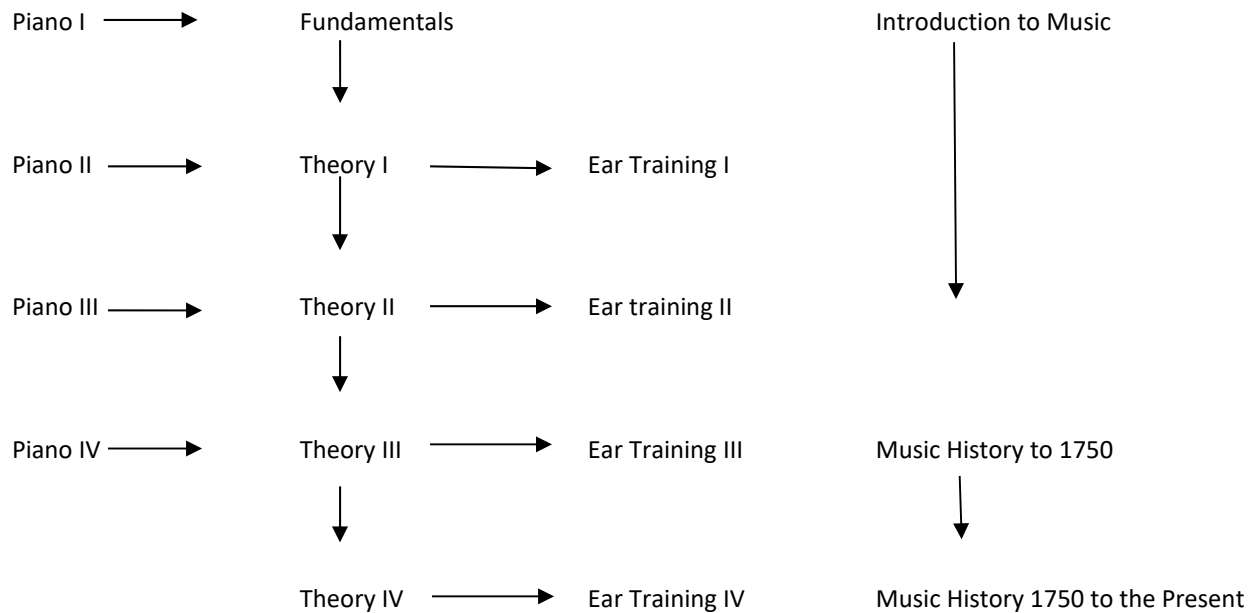 Piano I Fundamentals Introduction to Music
Piano II Theory I Ear Training I
Piano III Theory II Ear training II
Piano IV Theory III Ear Training III Music History to 1750
Theory IV Ear Training IV Music History 1750 to the Present